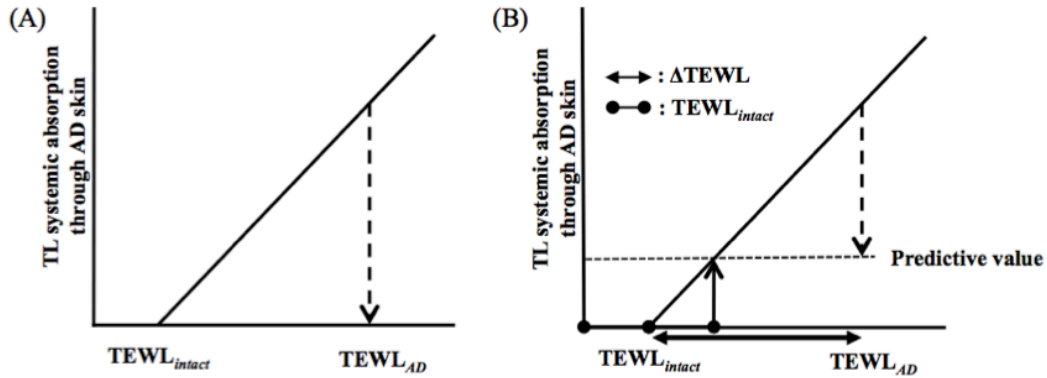 (A)
TL systemic absorption
through AD skin
TEWLintact
TEWLAD
(B)
TL systemic absorption
through AD skin
: ΔTEWL
: TEWLintact
Predictive value
TEWLintact
TEWLAD